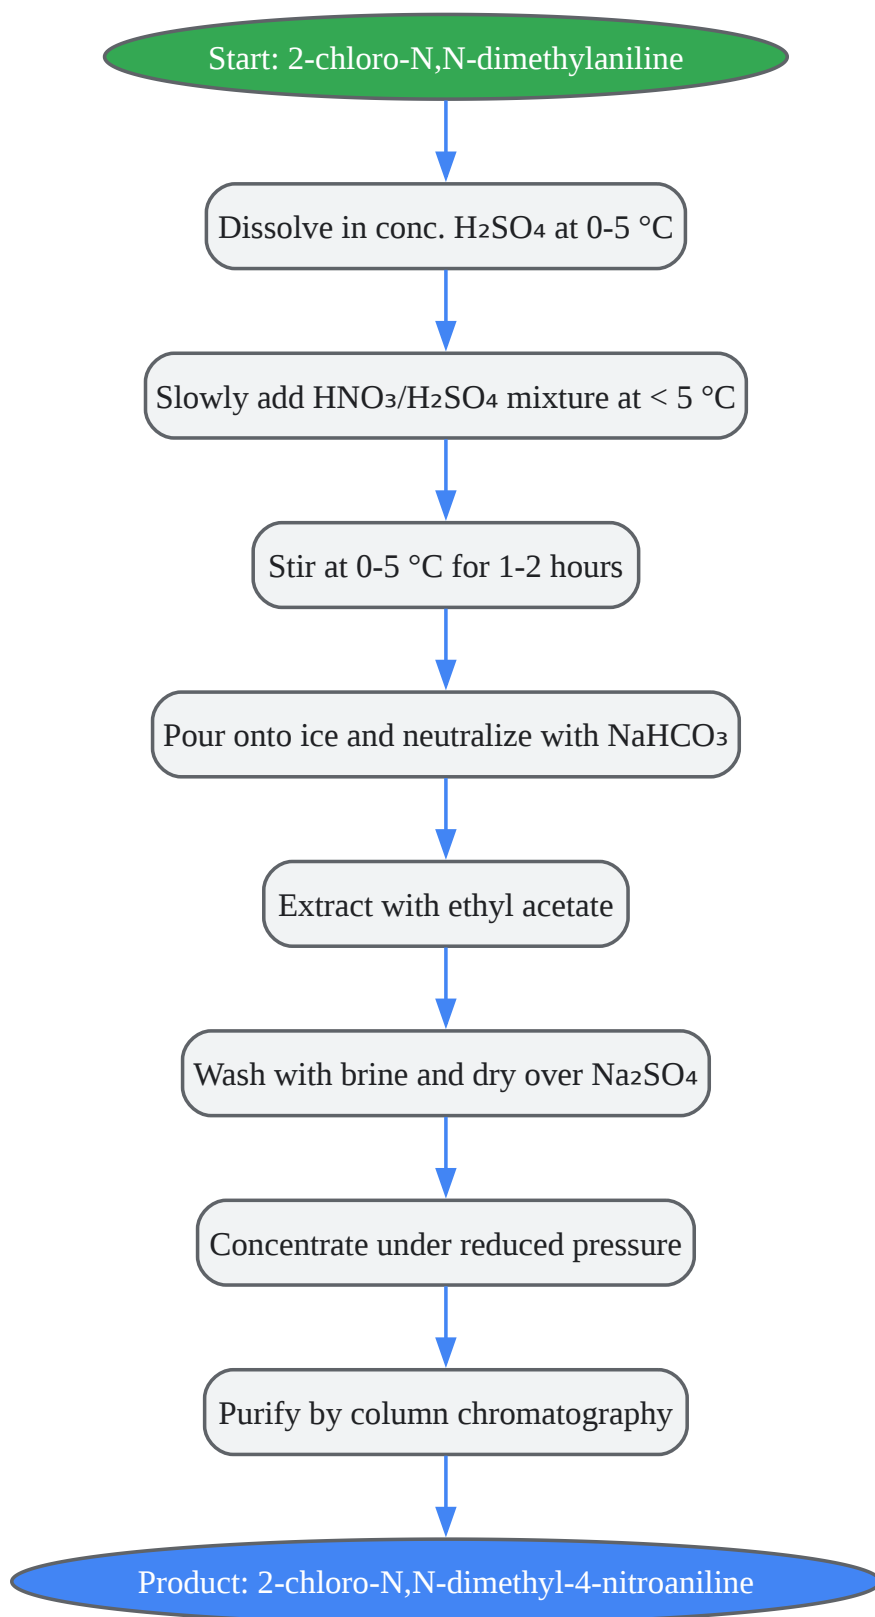 Start: 2-chloro-N,N-dimethylaniline
Dissolve in conc. H₂SO₄ at 0-5 °C
Slowly add HNO₃/H₂SO₄ mixture at < 5 °C
Stir at 0-5 °C for 1-2 hours
Pour onto ice and neutralize with NaHCO₃
Extract with ethyl acetate
Wash with brine and dry over Na₂SO₄
Concentrate under reduced pressure
Purify by column chromatography
Product: 2-chloro-N,N-dimethyl-4-nitroaniline